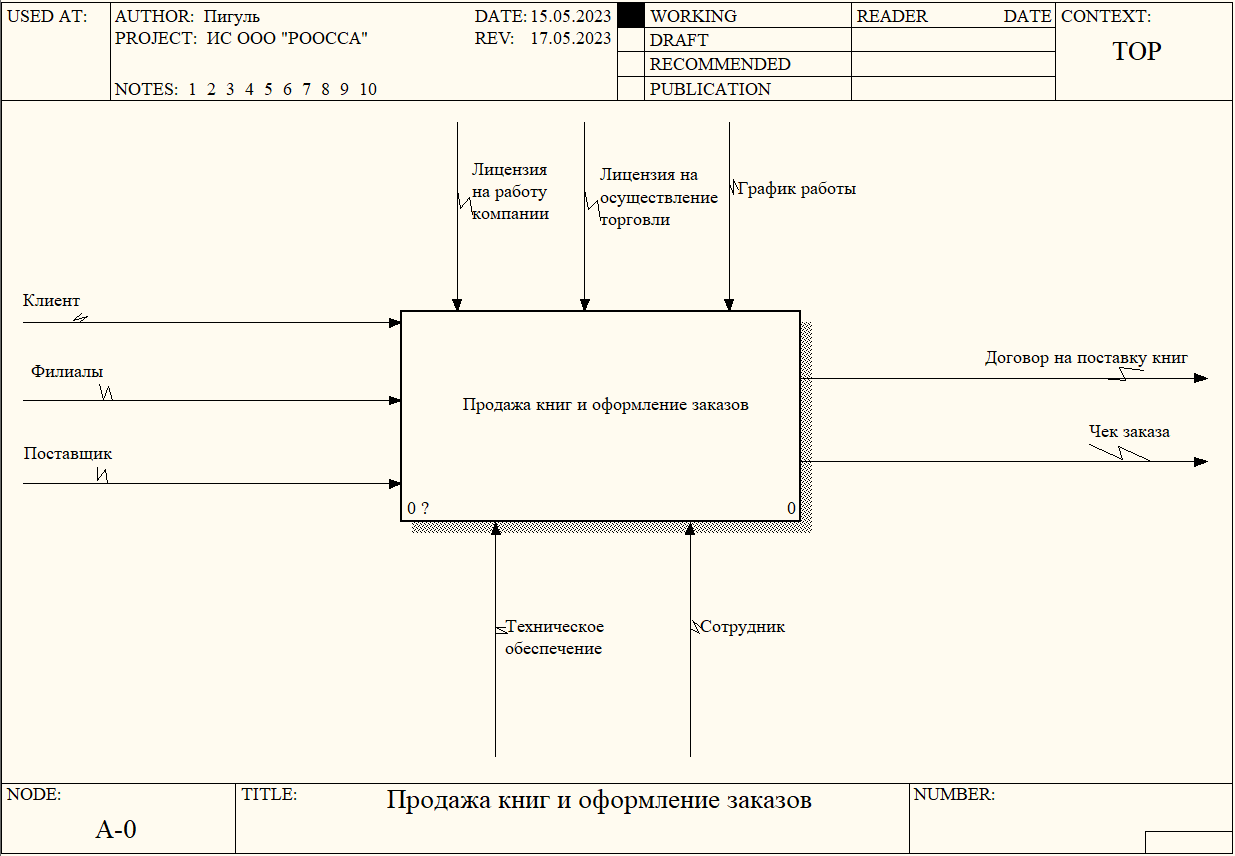 USED AT:
AUTHOR: Пигуль
DATE: 15.05.2023
PROJECT: ИС ООО "РООССА"
REV: 17.05.2023
NOTES: 1 2 3 4 5 6 7 8 9 10
WORKING
DRAFT
RECOMMENDED
PUBLICATION
READER DATE
CONTEXT:
TOP
Лицензия
на работу
компании
Лицензия на
осуществление
торговли
График работы
Клиент
Филиалы
Поставщик
Продажа книг и оформление заказов
0 ?
0
Договор на поставку книг
Чек заказа
Техническое
обеспечение
Сотрудник
NODE:
A-0
TITLE:
Продажа книг и оформление заказов
NUMBER: